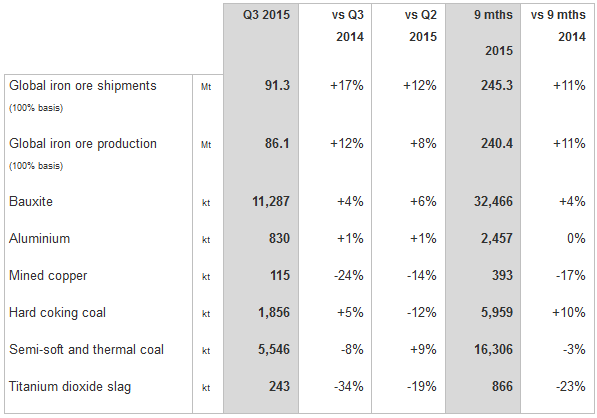 Q3 2015 vs Q3 2014 vs Q2 2015 9 mths 2015 vs 9 mths 2014
Global iron ore shipments (100% basis) Mt 91.3 +17% +12% 245.3 +11%
Global iron ore production (100% basis) Mt 86.1 +12% +8% 240.4 +11%
Bauxite kt 11,287 +4% +6% 32,466 +4%
Aluminium kt 830 +1% +1% 2,457 0%
Mined copper kt 115 -24% -14% 393 -17%
Hard coking coal kt 1,856 +5% -12% 5,959 +10%
Semi-soft and thermal coal kt 5,546 -8% +9% 16,306 -3%
Titanium dioxide slag kt 243 -34% -19% 866 -23%